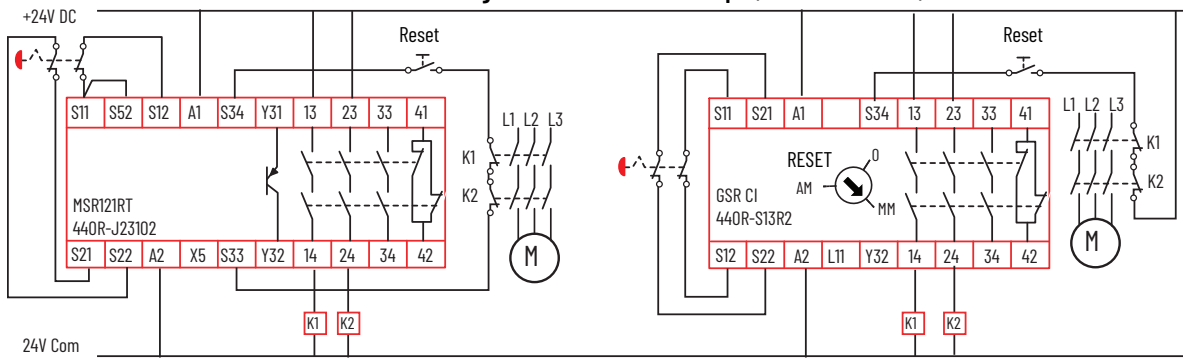 +24V DC
Reset
S11 S52 S12 A1 S34 Y31 13 23 33 41
L1 L2 L3
K1
K2
MSR121RT
440R-J23102
M
S21 S22 A2 X5 S33 Y32 14 24 34 42
K1 K2
24V Com
Reset
S11 S21 A1 S34 13 23 33 41
L1 L2 L3
K1
K2
RESET
0
AM
MM
GSR CI
440R-S13R2
M
S12 S22 A2 L11 Y32 14 24 34 42
K1 K2